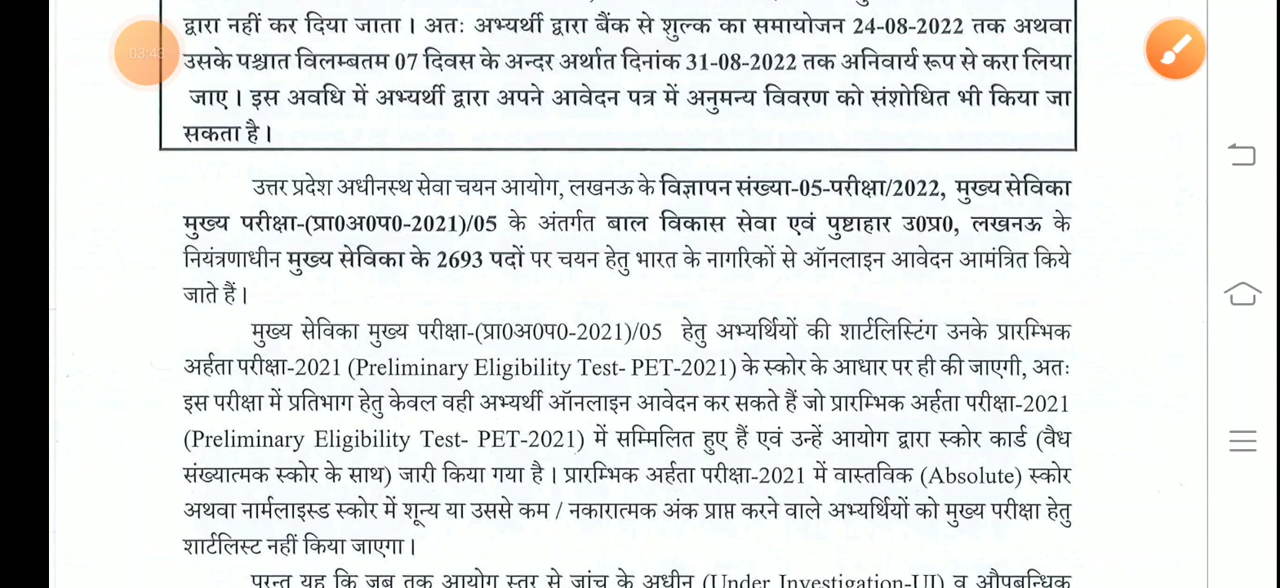 द्वारा नहीं कर दिया जाता। अतः अभ्यर्थी द्वारा बैंक से शुल्क का समायोजन 24-08-2022 तक अथवा
03:43
उसके पश्चात विलम्बतम 07 दिवस के अन्दर अर्थात दिनांक 31-08-2022 तक अनिवार्य रूप से करा लिया
जाए। इस अवधि में अभ्यर्थी द्वारा अपने आवेदन पत्र में अनुमन्य विवरण को संशोधित भी किया जा
सकता है।
उत्तर प्रदेश अधीनस्थ सेवा चयन आयोग, लखनऊ के विज्ञापन संख्या-05-परीक्षा/2022, मुख्य सेविका
मुख्य परीक्षा-(प्रा0अ0प0-2021)/05 के अंतर्गत बाल विकास सेवा एवं पुष्टाहार उ0प्र0, लखनऊ के
नियंत्रणाधीन मुख्य सेविका के 2693 पदों पर चयन हेतु भारत के नागरिकों से ऑनलाइन आवेदन आमंत्रित किये
जाते हैं।
मुख्य सेविका मुख्य परीक्षा-(प्रा0अ0प0-2021)/05 हेतु अभ्यर्थियों की शार्टलिस्टिंग उनके प्रारम्भिक
अर्हता परीक्षा-2021 (Preliminary Eligibility Test- PET-2021) के स्कोर के आधार पर ही की जाएगी, अतः
इस परीक्षा में प्रतिभाग हेतु केवल वही अभ्यर्थी ऑनलाइन आवेदन कर सकते हैं जो प्रारम्भिक अर्हता परीक्षा-2021
(Preliminary Eligibility Test- PET-2021) में सम्मिलित हुए हैं एवं उन्हें आयोग द्वारा स्कोर कार्ड (वैध
संख्यात्मक स्कोर के साथ) जारी किया गया है। प्रारम्भिक अर्हता परीक्षा-2021 में वास्तविक (Absolute) स्कोर
अथवा नार्मलाइस्ड स्कोर में शून्य या उससे कम / नकारात्मक अंक प्राप्त करने वाले अभ्यर्थियों को मुख्य परीक्षा हेतु
शार्टलिस्ट नहीं किया जाएगा।
परन्तु यह कि जब तक आयोग स्तर से जांच के अधीन (Under Investigation-UI) व औपबन्धिक